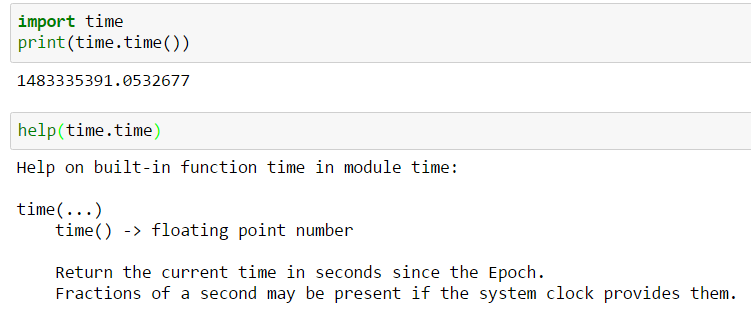 import time
print(time.time())
1483335391.0532677
help(time.time)
Help on built-in function time in module time:
time(...)
    time() -> floating point number
    Return the current time in seconds since the Epoch.
    Fractions of a second may be present if the system clock provides them.